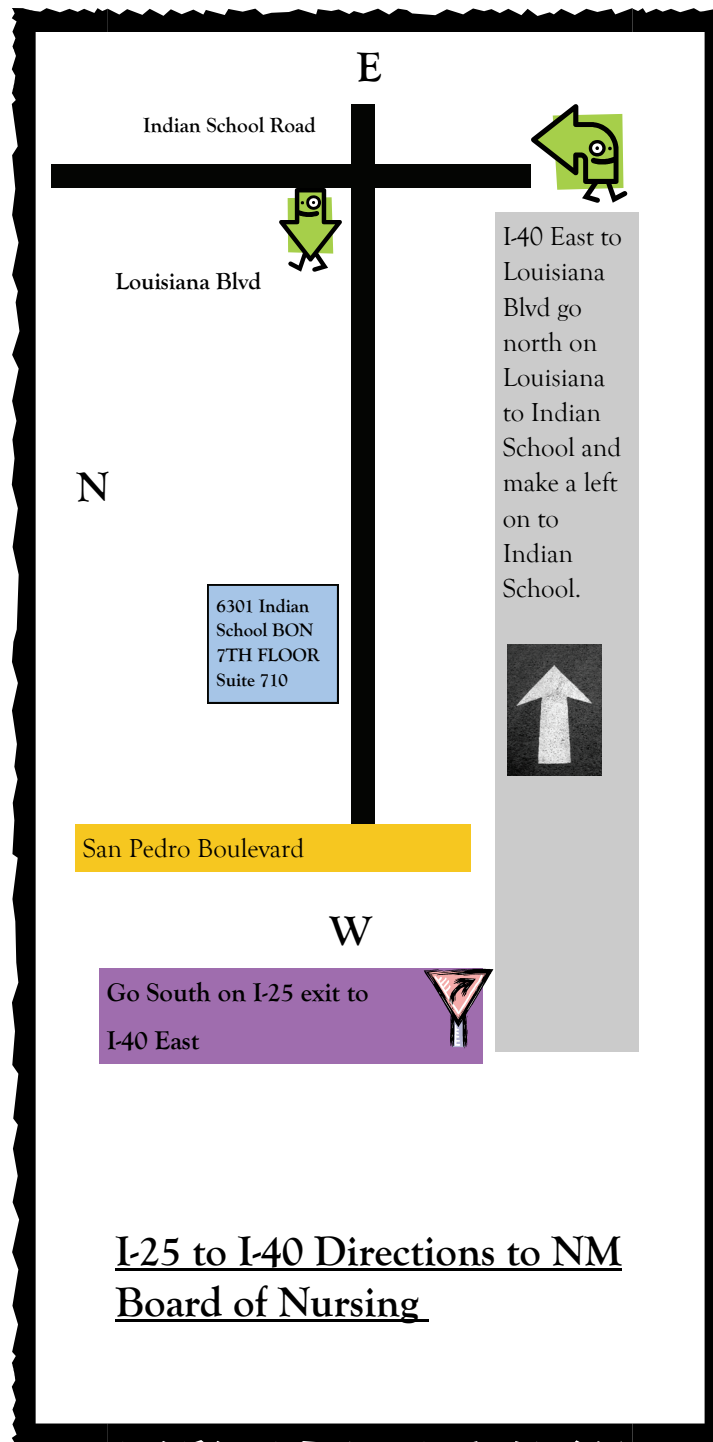 E
Indian School Road
Louisiana Blvd
I-40 East to
Louisiana
Blvd go
north on
Louisiana
to Indian
School and
make a left
on to
Indian
School.
N
6301 Indian
School BON
7TH FLOOR
Suite 710
San Pedro Boulevard
W
Go South on I-25 exit to
I-40 East
I-25 to I-40 Directions to NM
Board of Nursing